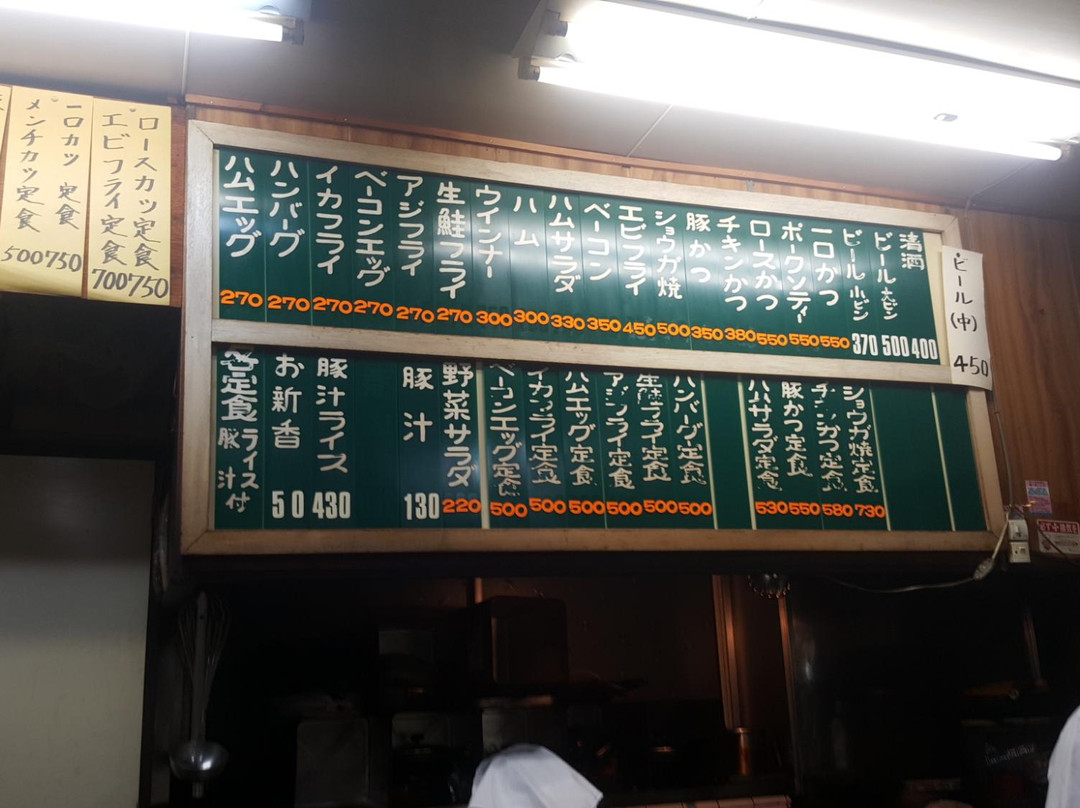 ビール(中)
450
清酒 400
ビール大ビン 500
ビール小ビン 370
一口かつ 550
ポークソティー 550
ロースかつ 550
チキンかつ 380
豚かつ 350
ショウガ焼 500
エビフライ 450
ベーコン 350
ハムサラダ 330
ハム 300
ウインナー 300
生鮭フライ 270
アジフライ 270
ベーコンエッグ 270
イカフライ 270
ハンバーグ 270
ハムエッグ 270
ショウガ焼定食 730
チキンかつ定食 580
豚かつ定食 550
ハムサラダ定食 530
ハンバグ定食 500
生鮭フライ定食 500
アジフライ定食 500
ハムエッグ定食 500
イカフライ定食 500
ベーコンエッグ定食 500
野菜サラダ 220
豚汁 130
豚汁ライス 430
お新香 50
各定食 ライス 豚汁付
ロースカツ定食 750
エビフライ定食 700
一口カツ 定食 750
メンチカツ定食 500